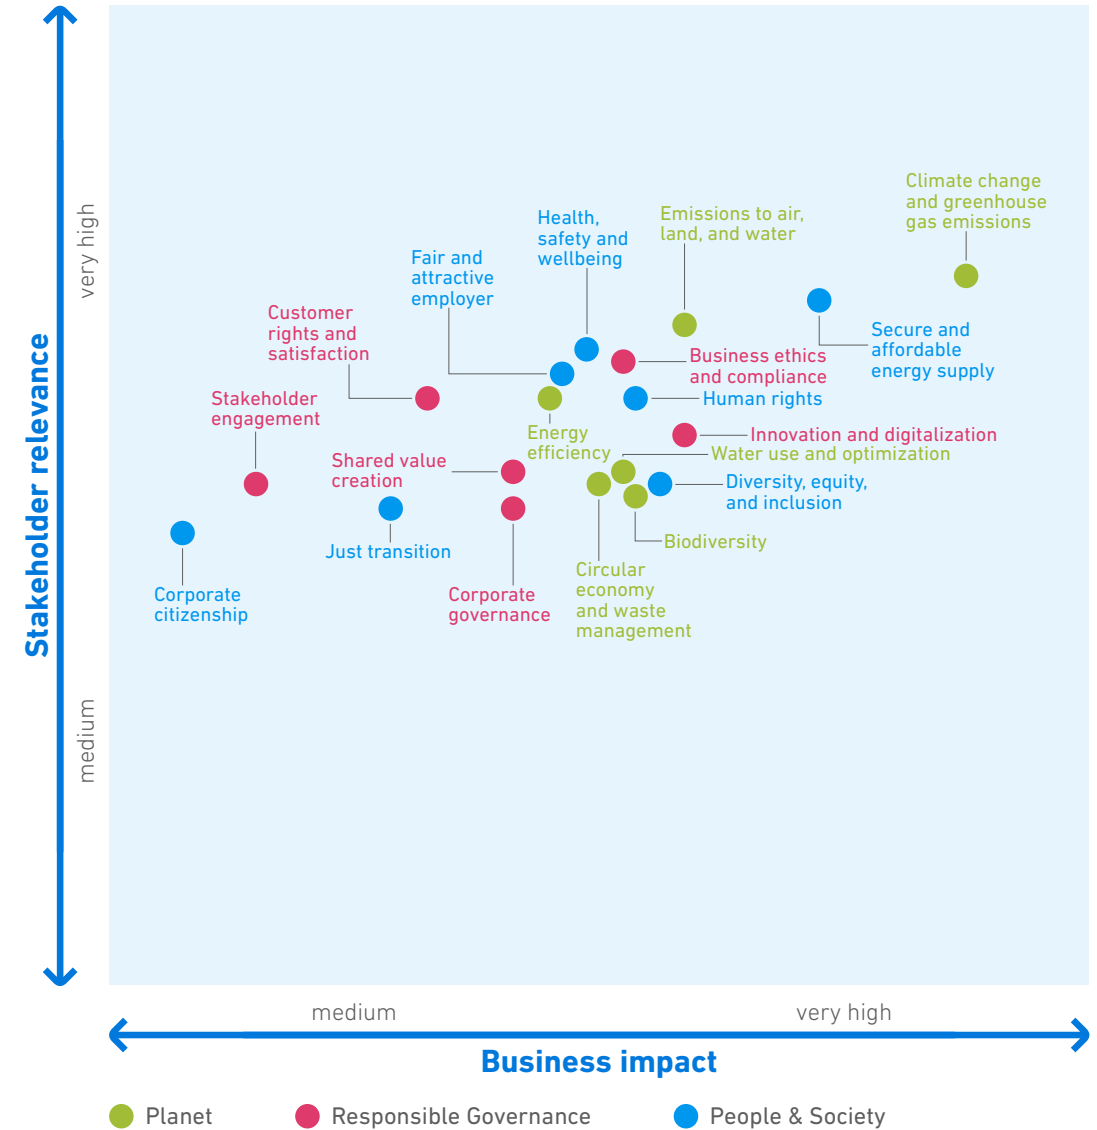 Climate change
and greenhouse
gas emissions
Emissions to air,
land, and water
Health,
safety and
wellbeing
Fair and
attractive
employer
Customer
rights and
satisfaction
Secure and
affordable
energy supply
Business ethics
and compliance
Human rights
Stakeholder
engagement
Energy
efficiency
Innovation and digitalization
Water use and optimization
Shared value
creation
Diversity, equity,
and inclusion
Just transition
Biodiversity
Corporate
citizenship
Corporate
governance
Circular
economy
and waste
management
very high
Stakeholder relevance
medium
medium
very high
Business impact
Planet
Responsible Governance
People & Society